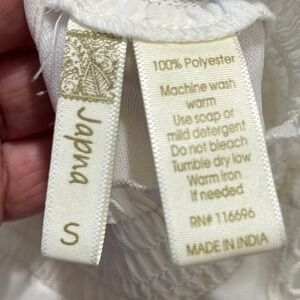 Japna
S
100% Polyester
Machine wash
warm
Use soap or
mild detergent
Do not bleach
Tumble dry low
Warm Iron
If needed
RN# 116696
MADE IN INDIA